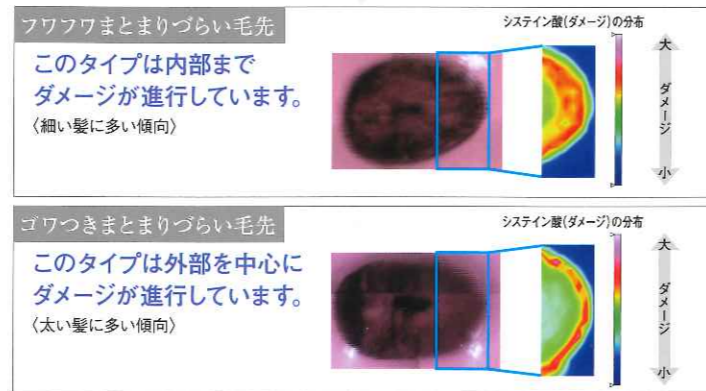 フワフワまとまりづらい毛先
このタイプは内部まで
ダメージが進行しています。
〈細い髪に多い傾向〉
システイン酸(ダメージ)の分布
大
ダメージ
小
ゴワつきまとまりづらい毛先
このタイプは外部を中心に
ダメージが進行しています。
〈太い髪に多い傾向〉
システイン酸(ダメージ)の分布
大
ダメージ
小